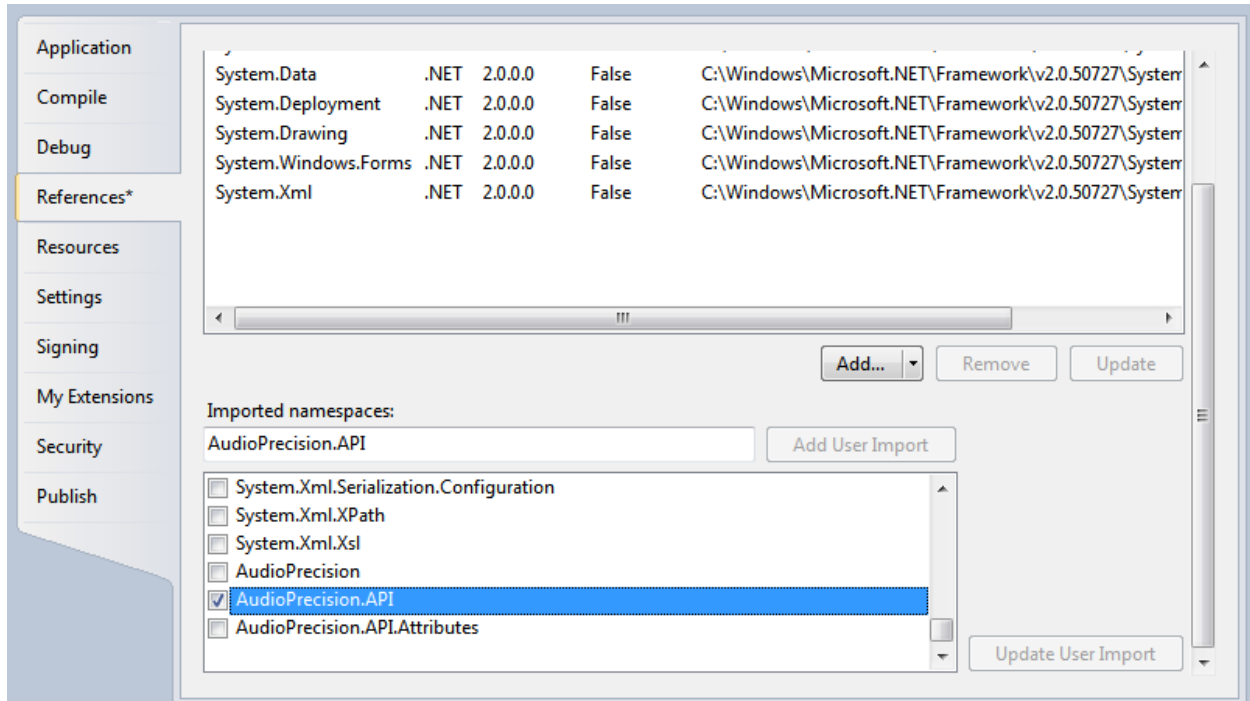 Application
Compile
Debug
References*
Resources
Settings
Signing
My Extensions
Security
Publish
System.Data .NET 2.0.0.0 False C:\Windows\Microsoft.NET\Framework\v2.0.50727\System
System.Deployment .NET 2.0.0.0 False C:\Windows\Microsoft.NET\Framework\v2.0.50727\System
System.Drawing .NET 2.0.0.0 False C:\Windows\Microsoft.NET\Framework\v2.0.50727\System
System.Windows.Forms .NET 2.0.0.0 False C:\Windows\Microsoft.NET\Framework\v2.0.50727\System
System.Xml .NET 2.0.0.0 False C:\Windows\Microsoft.NET\Framework\v2.0.50727\System
Add... Remove Update
Imported namespaces:
AudioPrecision.API Add User Import
System.Xml.Serialization.Configuration
System.Xml.XPath
System.Xml.Xsl
AudioPrecision
AudioPrecision.API
AudioPrecision.API.Attributes
Update User Import